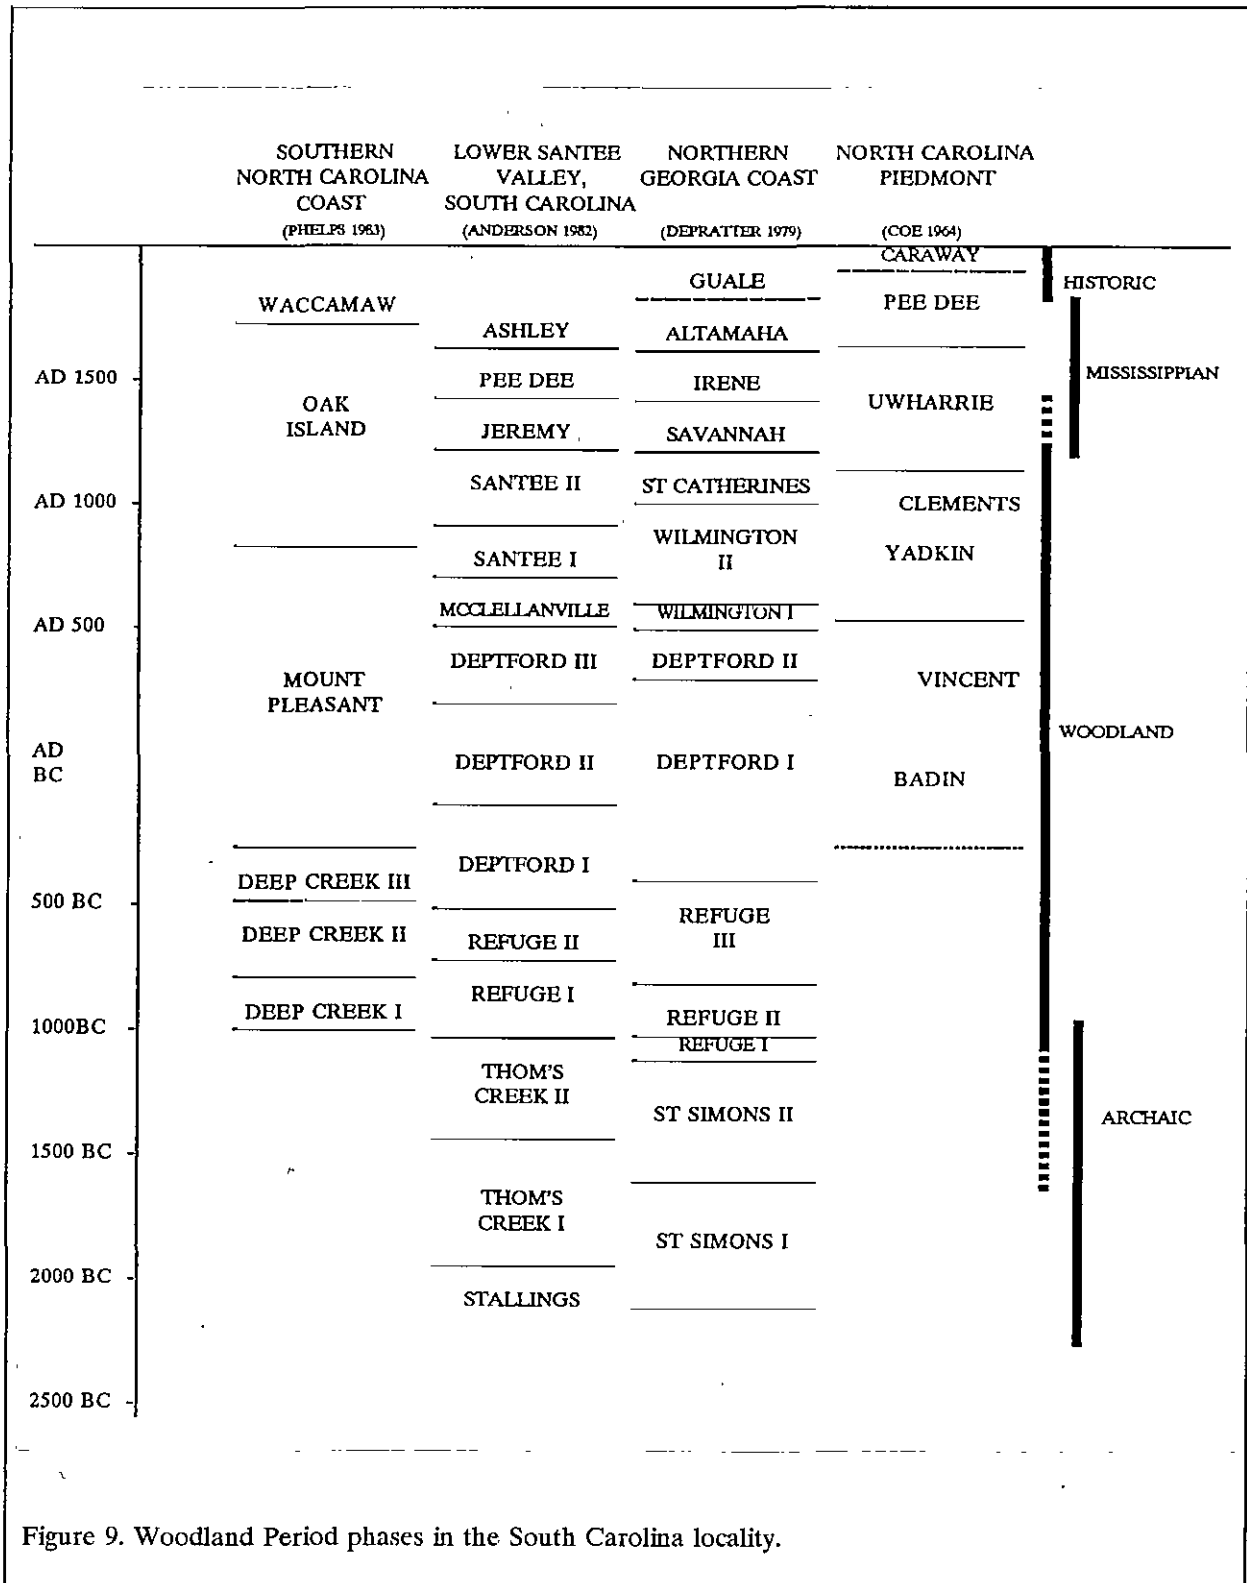 SOUTHERN
NORTH CAROLINA
COAST
(PHELPS 1983)
LOWER SANTEE
VALLEY,
SOUTH CAROLINA
(ANDERSON 1982)
NORTHERN
GEORGIA COAST
(DEPRATTER 1979)
NORTH CAROLINA
PIEDMONT
(COE 1964)
AD 1500
AD 1000
AD 500
AD
BC
500 BC
1000BC
1500 BC
2000 BC
2500 BC
WACCAMAW
OAK
ISLAND
MOUNT
PLEASANT
DEEP CREEK III
DEEP CREEK II
DEEP CREEK I
ASHLEY
PEE DEE
JEREMY
SANTEE II
SANTEE I
MCCLELLANVILLE
DEPTFORD III
DEPTFORD II
DEPTFORD I
REFUGE II
REFUGE I
THOM'S
CREEK II
THOM'S
CREEK I
STALLINGS
GUALE
ALTAMAHA
IRENE
SAVANNAH
ST CATHERINES
WILMINGTON
II
WILMINGTON I
DEPTFORD II
DEPTFORD I
REFUGE
III
REFUGE II
REFUGE I
ST SIMONS II
ST SIMONS I
CARAWAY
PEE DEE
UWHARRIE
CLEMENTS
YADKIN
VINCENT
BADIN
HISTORIC
MISSISSIPPIAN
WOODLAND
ARCHAIC
Figure 9. Woodland Period phases in the South Carolina locality.